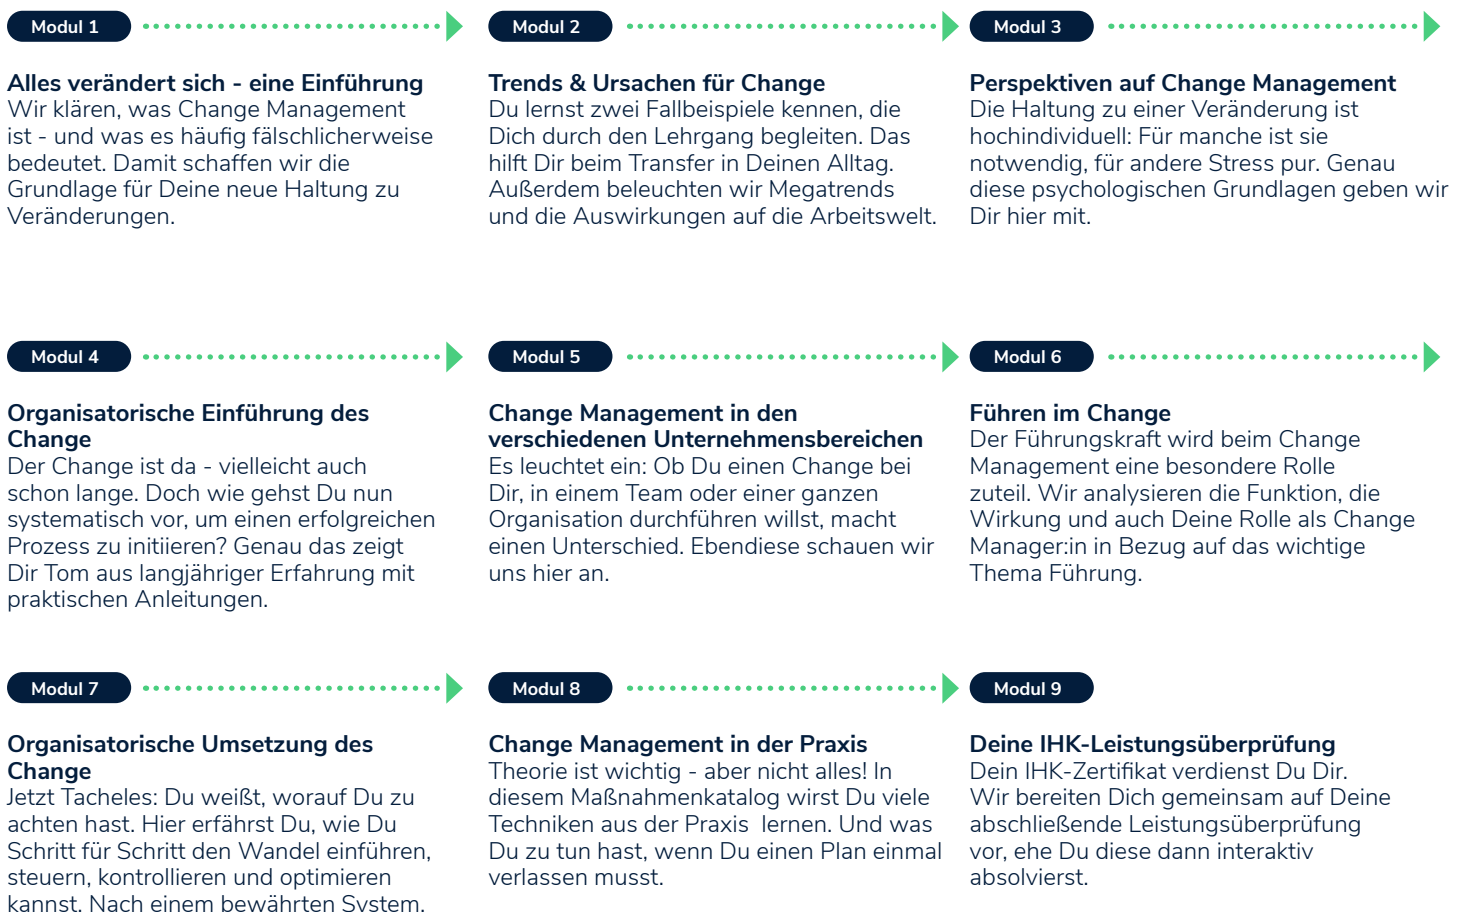 Modul 1
Alles verändert sich - eine Einführung
Wir klären, was Change Management
ist - und was es häufig fälschlicherweise
bedeutet. Damit schaffen wir die
Grundlage für Deine neue Haltung zu
Veränderungen.
Modul 2
Trends & Ursachen für Change
Du lernst zwei Fallbeispiele kennen, die
Dich durch den Lehrgang begleiten. Das
hilft Dir beim Transfer in Deinen Alltag.
Außerdem beleuchten wir Megatrends
und die Auswirkungen auf die Arbeitswelt.
Modul 3
Perspektiven auf Change Management
Die Haltung zu einer Veränderung ist
hochindividuell: Für manche ist sie
notwendig, für andere Stress pur. Genau
diese psychologischen Grundlagen geben wir
Dir hier mit.
Modul 4
Organisatorische Einführung des
Change
Der Change ist da - vielleicht auch
schon lange. Doch wie gehst Du nun
systematisch vor, um einen erfolgreichen
Prozess zu initiieren? Genau das zeigt
Dir Tom aus langjähriger Erfahrung mit
praktischen Anleitungen.
Modul 5
Change Management in den
verschiedenen Unternehmensbereichen
Es leuchtet ein: Ob Du einen Change bei
Dir, in einem Team oder einer ganzen
Organisation durchführen willst, macht
einen Unterschied. Ebendiese schauen wir
uns hier an.
Modul 6
Führen im Change
Der Führungskraft wird beim Change
Management eine besondere Rolle
zuteil. Wir analysieren die Funktion, die
Wirkung und auch Deine Rolle als Change
Manager:in in Bezug auf das wichtige
Thema Führung.
Modul 7
Organisatorische Umsetzung des
Change
Jetzt Tacheles: Du weißt, worauf Du zu
achten hast. Hier erfährst Du, wie Du
Schritt für Schritt den Wandel einführen,
steuern, kontrollieren und optimieren
kannst. Nach einem bewährten System.
Modul 8
Change Management in der Praxis
Theorie ist wichtig - aber nicht alles! In
diesem Maßnahmenkatalog wirst Du viele
Techniken aus der Praxis  lernen. Und was
Du zu tun hast, wenn Du einen Plan einmal
verlassen musst.
Modul 9
Deine IHK-Leistungsüberprüfung
Dein IHK-Zertifikat verdienst Du Dir.
Wir bereiten Dich gemeinsam auf Deine
abschließende Leistungsüberprüfung
vor, ehe Du diese dann interaktiv
absolvierst.